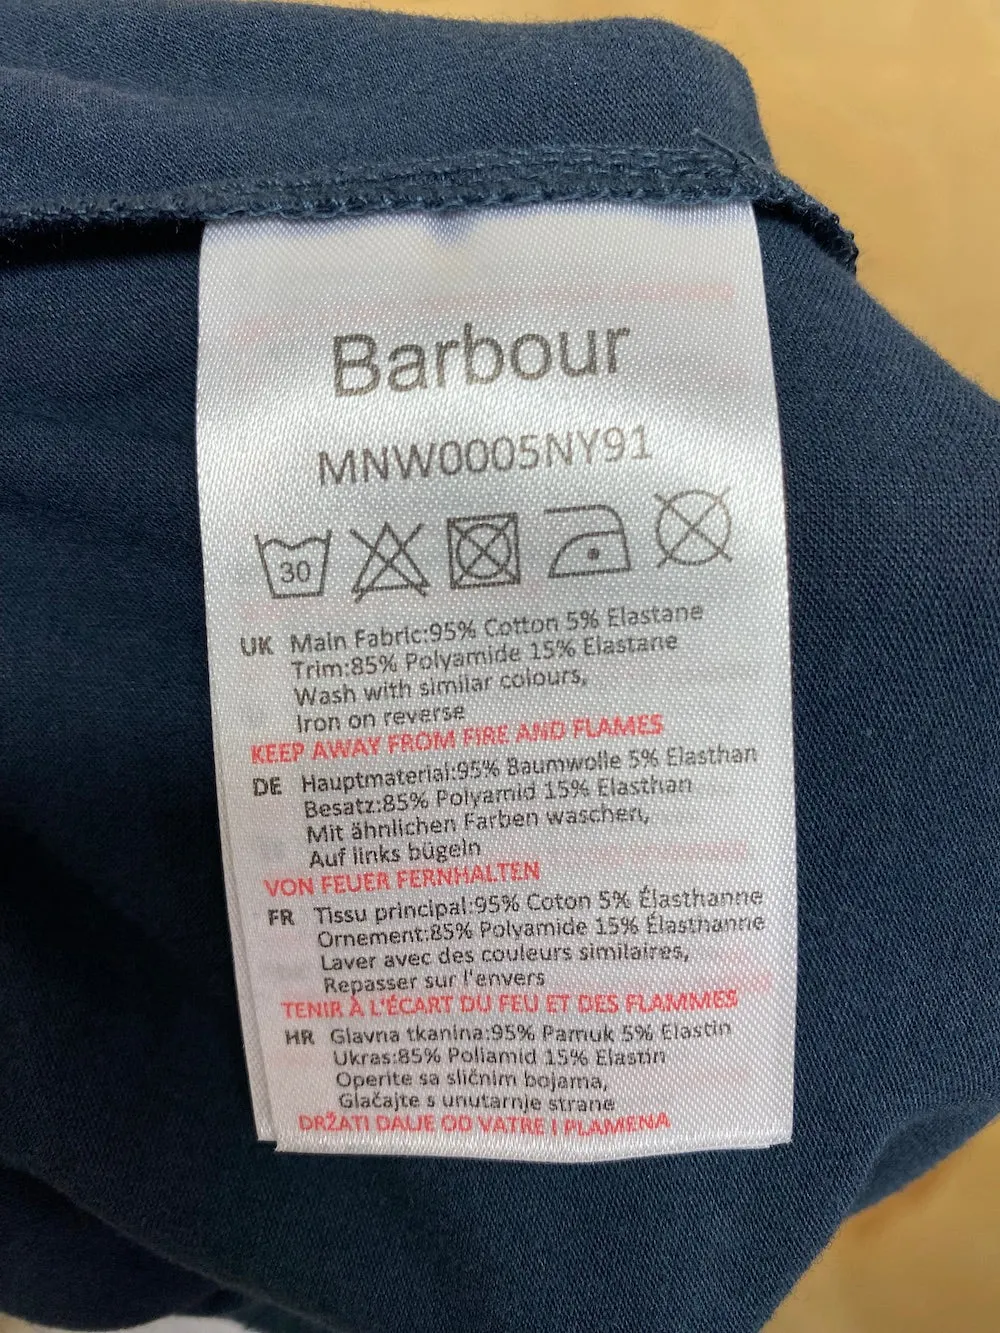 Barbour
MNW0005NY91
30
UK Main Fabric:95% Cotton 5% Elastane
Trim:85% Polyamide 15% Elastane
Wash with similar colours,
Iron on reverse
KEEP AWAY FROM FIRE AND FLAMES
DE Hauptmaterial:95% Baumwolle 5% Elasthan
Besatz:85% Polyamid 15% Elasthan
Mit ähnlichen Farben waschen,
Auf links bügeln
VON FEUER FERNHALTEN
FR Tissu principal:95% Coton 5% Élasthanne
Ornement:85% Polyamide 15% Élasthanne
Laver avec des couleurs similaires,
Repasser sur l'envers
TENIR À L'ÉCART DU FEU ET DES FLAMMES
HR Glavna tkanina:95% Pamuk 5% Elastin
Ukras:85% Poliamid 15% Elastin
Operite sa sličnim bojama,
Glačajte s unutarnje strane
DRŽATI DALJE OD VATRE I PLAMENA